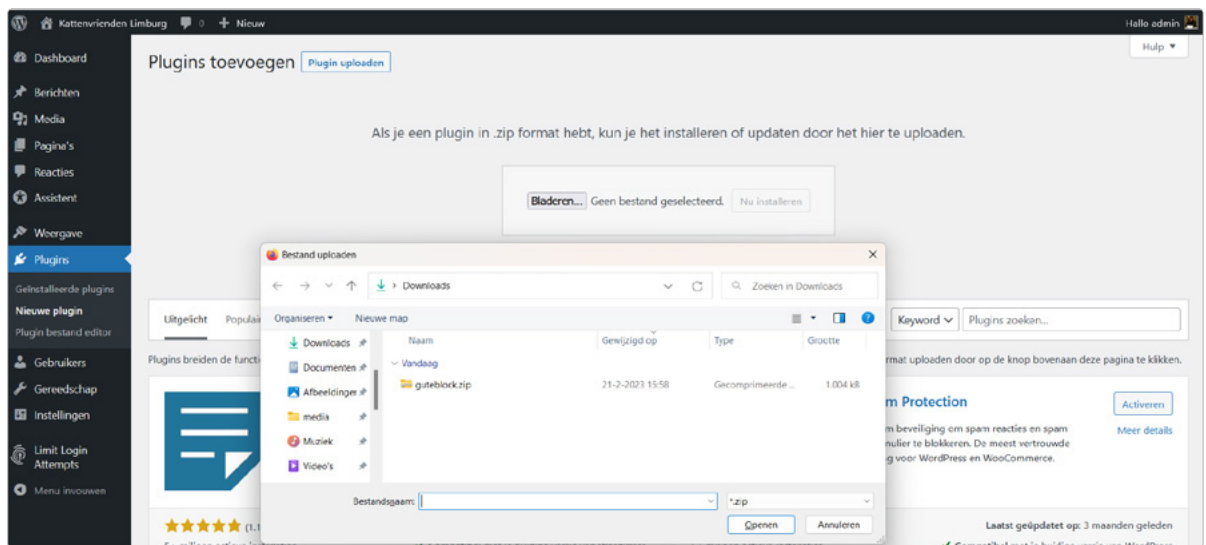 Kattenvrienden Limburg 0 + Nieuw Hallo admin
Dashboard
Berichten
Media
Pagina's
Reacties
Assistent
Weergave
Plugins
Geïnstalleerde plugins
Nieuwe plugin
Plugin bestand editor
Gebruikers
Gereedschap
Instellingen
Limit Login
Attempts
Menu invouwen
Hulp
Plugins toevoegen Plugin uploaden
Als je een plugin in .zip format hebt, kun je het installeren of updaten door het hier te uploaden.
Bladeren... Geen bestand geselecteerd. Nu installeren
Uitgelicht Populair Keyword Plugins zoeken...
Plugins breiden de functi
rmat uploaden door op de knop bovenaan deze pagina te klikken.
Bestand uploaden
Downloads Zoeken in Downloads
Organiseren Nieuwe map
Naam Gewijzigd op Type Grootte
Vandaag
guteblock.zip 21-2-2023 15:58 Gecomprimeerde ... 1.004 kB
Downloads
Documenten
Afbeeldingen
media
Muziek
Video's
Bestandsnaam: *.zip
Openen Annuleren
m Protection
m beveiliging om spam reacties en spam
nulier te blokkeren. De meest vertrouwde
g voor WordPress en WooCommerce.
Activeren
Meer details
(1.1
Laatst geüpdatet op: 3 maanden geleden